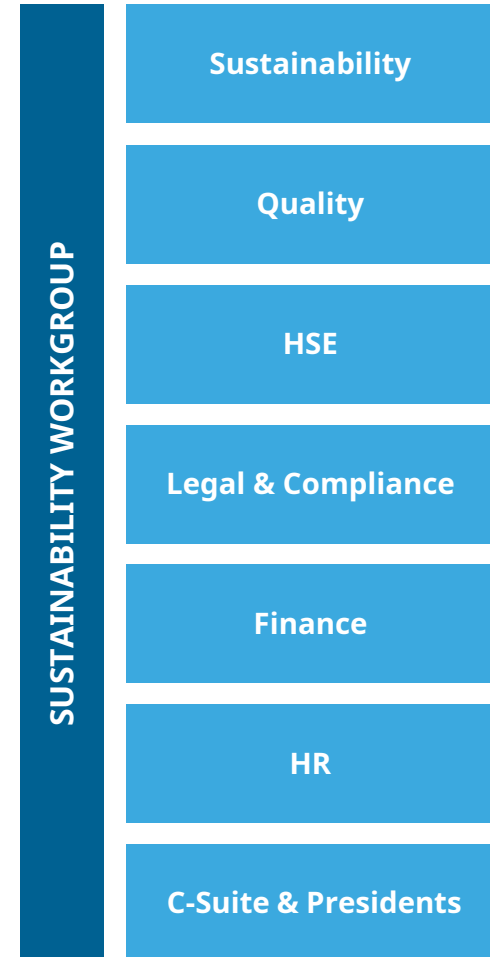 SUSTAINABILITY WORKGROUP
Sustainability
Quality
HSE
Legal & Compliance
Finance
HR
C-Suite & Presidents